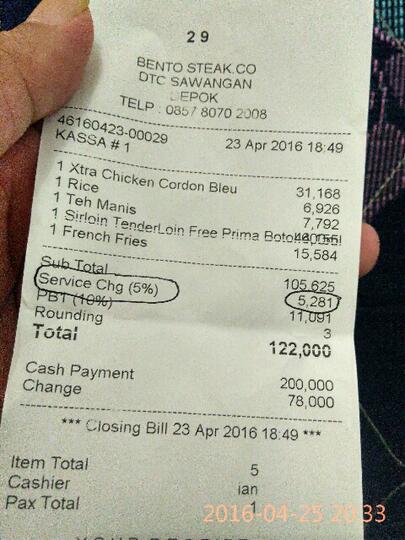 29
BENTO STEAK.CO
DTC SAWANGAN
DEPOK
TELP : 0857 8070 2008
46160423-00029 23 Apr 2016 18:49
KASSA # 1
1 Xtra Chicken Cordon Bleu 31,168
1 Rice 6,926
1 Teh Manis 7,792
1 Sirloin TenderLoin Free Prima
1 French Fries 15,584
Sub Total 105,625
Service Chg (5%) 5,281
PB1 (10%) 11,091
Rounding 3
Total 122,000
Cash Payment 200,000
Change 78,000
*** Closing Bill 23 Apr 2016 18:49 ***
Item Total 5
Cashier ian
Pax Total 1
2016-04-25 20:33